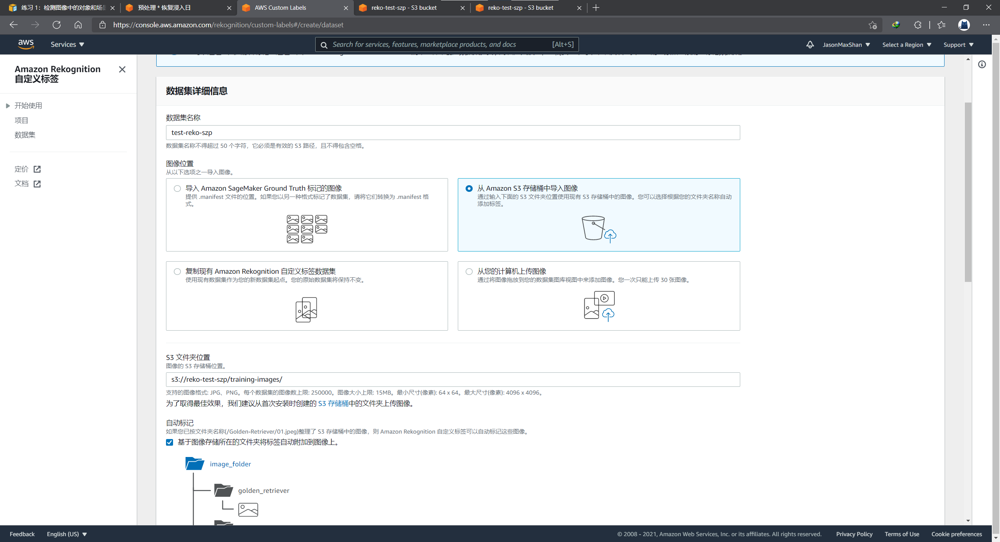 练习 1：检测图像中的对象和场景
预处理 * 恢复浸入日
AWS Custom Labels
reko-test-szp - S3 bucket
reko-test-szp - S3 bucket
https://console.aws.amazon.com/rekognition/custom-labels#/create/dataset
aws
Services
Search for services, features, marketplace products, and docs
[Alt+S]
JasonMaxShan
Select a Region
Support
Amazon Rekognition
自定义标签
开始使用
项目
数据集
定价
文档
数据集详细信息
数据集名称
test-reko-szp
数据集名称不得超过 50 个字符，它必须是有效的 S3 路径，且不得包含空格。
图像位置
从以下选项之一导入图像。
导入 Amazon SageMaker Ground Truth 标记的图像
提供 .manifest 文件的位置。如果您以另一种格式标记了数据集，请将它们转换为 .manifest 格
式。
从 Amazon S3 存储桶中导入图像
通过输入下面的 S3 文件夹位置使用现有 S3 存储桶中的图像。您可以选择根据您的文件夹名称自动
添加标签。
复制现有 Amazon Rekognition 自定义标签数据集
使用现有数据集作为您的新数据集起点。您的原始数据集将保持不变。
从您的计算机上传图像
通过将图像拖放到您的数据集图库视图中来添加图像。您一次只能上传 30 张图像。
S3 文件夹位置
图像的 S3 存储桶位置。
s3://reko-test-szp/training-images/
支持的图像格式: JPG、PNG。每个数据集的图像数上限: 250000。图像大小上限: 15MB。最小尺寸(像素): 64 x 64。最大尺寸(像素): 4096 x 4096。
为了取得最佳效果，我们建议从首次安装时创建的 S3 存储桶中的文件夹上传图像。
自动标记
如果您已按文件夹名称(/Golden-Retriever/01.jpeg)整理了 S3 存储桶中的图像，则 Amazon Rekognition 自定义标签可以自动标记这些图像。
基于图像存储所在的文件夹将标签自动附加到图像上。
image_folder
golden_retriever
Feedback
English (US)
© 2008 - 2021, Amazon Web Services, Inc. or its affiliates. All rights reserved.
Privacy Policy
Terms of Use
Cookie preferences